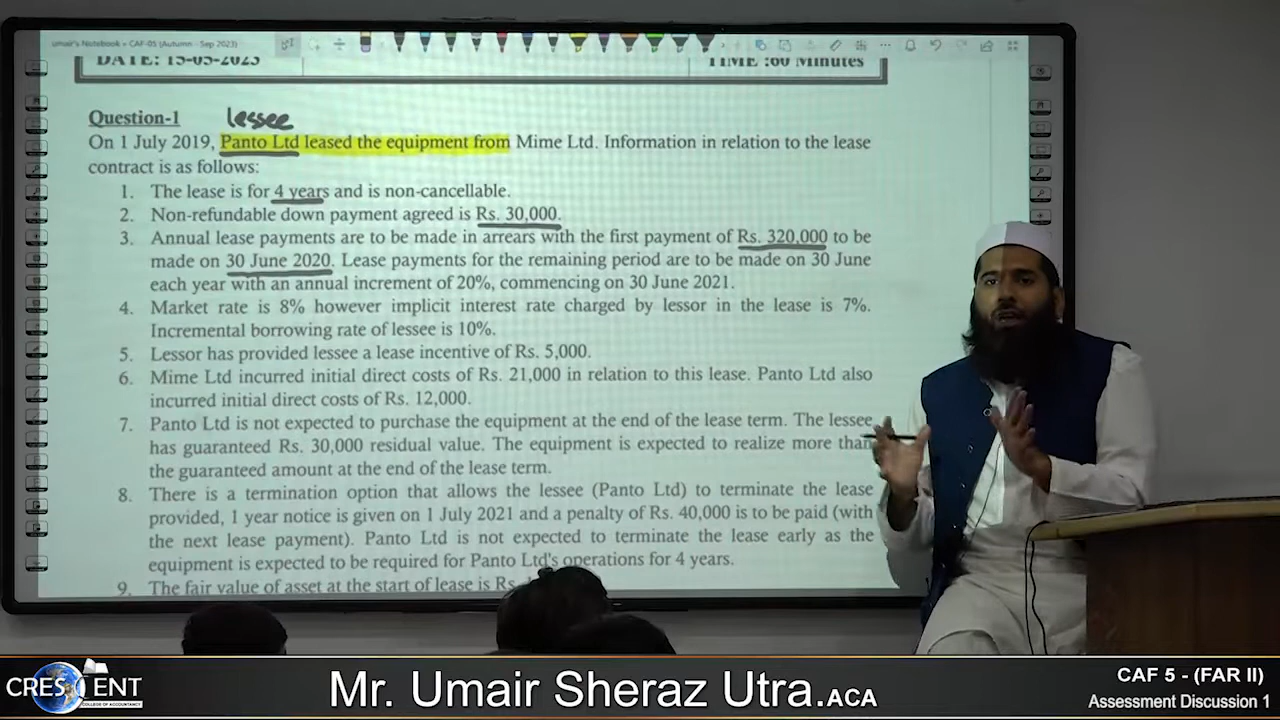 umair's Notebook » CAF-05 (Autumn - Sep 2023)
DATE: 15-05-2023 TIME :60 Minutes
Question-1 lessee
On 1 July 2019, Panto Ltd leased the equipment from Mime Ltd. Information in relation to the lease
contract is as follows:
1. The lease is for 4 years and is non-cancellable.
2. Non-refundable down payment agreed is Rs. 30,000.
3. Annual lease payments are to be made in arrears with the first payment of Rs. 320,000 to be
made on 30 June 2020. Lease payments for the remaining period are to be made on 30 June
each year with an annual increment of 20%, commencing on 30 June 2021.
4. Market rate is 8% however implicit interest rate charged by lessor in the lease is 7%.
Incremental borrowing rate of lessee is 10%.
5. Lessor has provided lessee a lease incentive of Rs. 5,000.
6. Mime Ltd incurred initial direct costs of Rs. 21,000 in relation to this lease. Panto Ltd also
incurred initial direct costs of Rs. 12,000.
7. Panto Ltd is not expected to purchase the equipment at the end of the lease term. The lessee
has guaranteed Rs. 30,000 residual value. The equipment is expected to realize more than
the guaranteed amount at the end of the lease term.
8. There is a termination option that allows the lessee (Panto Ltd) to terminate the lease
provided, 1 year notice is given on 1 July 2021 and a penalty of Rs. 40,000 is to be paid (with
the next lease payment). Panto Ltd is not expected to terminate the lease early as the
equipment is expected to be required for Panto Ltd's operations for 4 years.
9. The fair value of asset at the start of lease is Rs.
CRESCENT
COLLEGE OF ACCOUNTANCY
Mr. Umair Sheraz Utra.ACA
CAF 5 - (FAR II)
Assessment Discussion 1